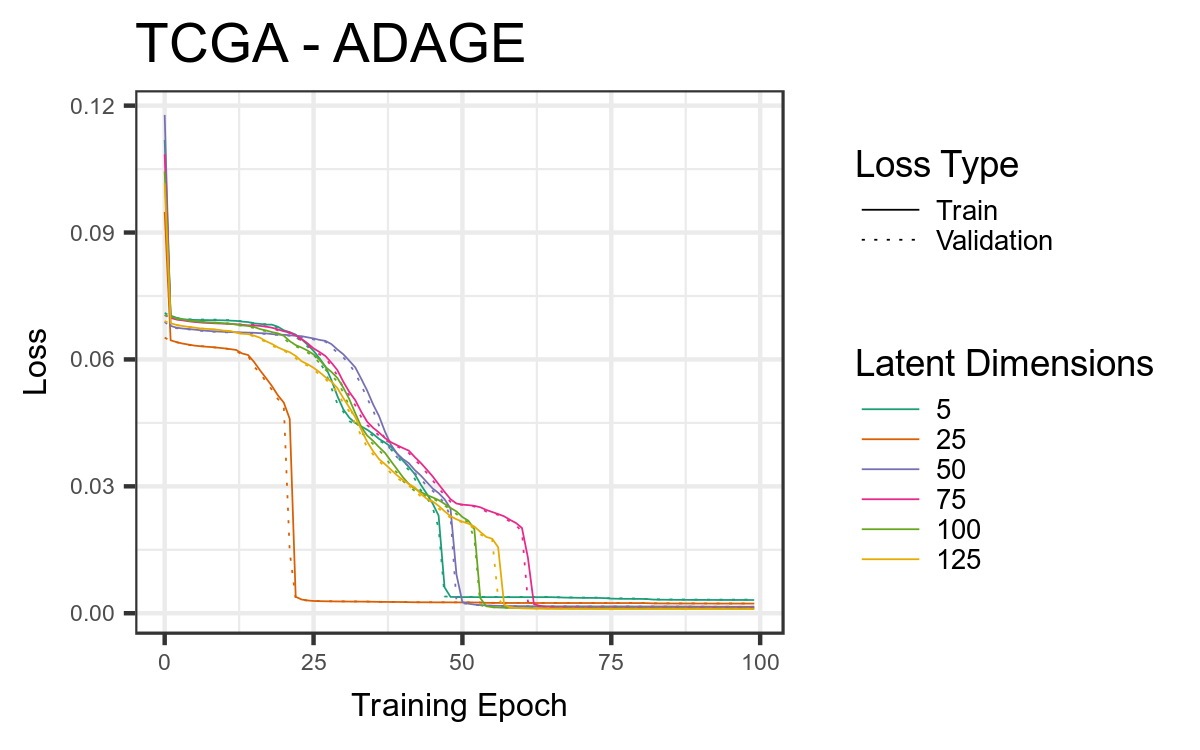 TCGA - ADAGE
0.12
0.09
0.06
0.03
0.00
Loss
0
25
50
75
100
Training Epoch
Loss Type
Train
Validation
Latent Dimensions
5
25
50
75
100
125